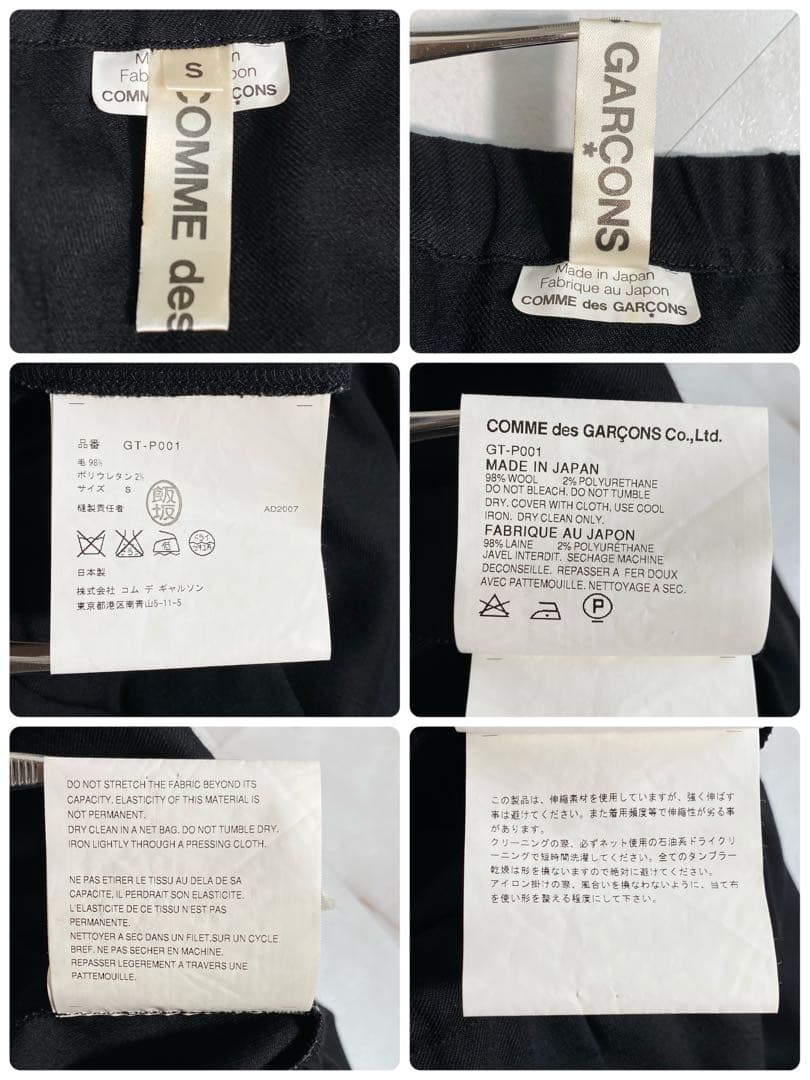 S
Fab
COMM
ÇONS
COMME des
GARÇONS
Made in Japan
Fabrique au Japon
COMME des GARÇONS
品番 GT-P001
毛 98%
ポリウレタン 2%
サイズ S
縫製責任者
飯坂
AD2007
日本製
株式会社 コム デ ギャルソン
東京都港区南青山5-11-5
COMME des GARÇONS Co.,Ltd.
GT-P001
MADE IN JAPAN
98% WOOL 2% POLYURETHANE
DO NOT BLEACH. DO NOT TUMBLE
DRY. COVER WITH CLOTH. USE COOL
IRON. DRY CLEAN ONLY.
FABRIQUE AU JAPON
98% LAINE 2% POLYURÉTHANE
JAVEL INTERDIT. SECHAGE MACHINE
DECONSEILLE. REPASSER A FER DOUX
AVEC PATTEMOUILLE. NETTOYAGE A SEC.
P
DO NOT STRETCH THE FABRIC BEYOND ITS
CAPACITY. ELASTICITY OF THIS MATERIAL IS
NOT PERMANENT.
DRY CLEAN IN A NET BAG. DO NOT TUMBLE DRY.
IRON LIGHTLY THROUGH A PRESSING CLOTH.
NE PAS ETIRER LE TISSU AU DELA DE SA
CAPACITE, IL PERDRAIT SON ELASTICITE.
L'ELASTICITE DE CE TISSU N'EST PAS
PERMANENTE.
NETTOYER A SEC DANS UN FILET,SUR UN CYCLE
BREF. NE PAS SECHER EN MACHINE.
REPASSER LEGEREMENT A TRAVERS UNE
PATTEMOUILLE.
この製品は、伸縮素材を使用していますが、強く伸ばす
事は避けてください。また着用頻度等で伸縮性が劣る事
があります。
クリーニングの際、必ずネット使用の石油系ドライクリ
ーニングで短時間洗濯してください。全てのタンブラー
乾燥は形を損ないますので絶対に避けてください。
アイロン掛けの際、風合いを損なわないように、当て布
を使い形を整える程度にして下さい。